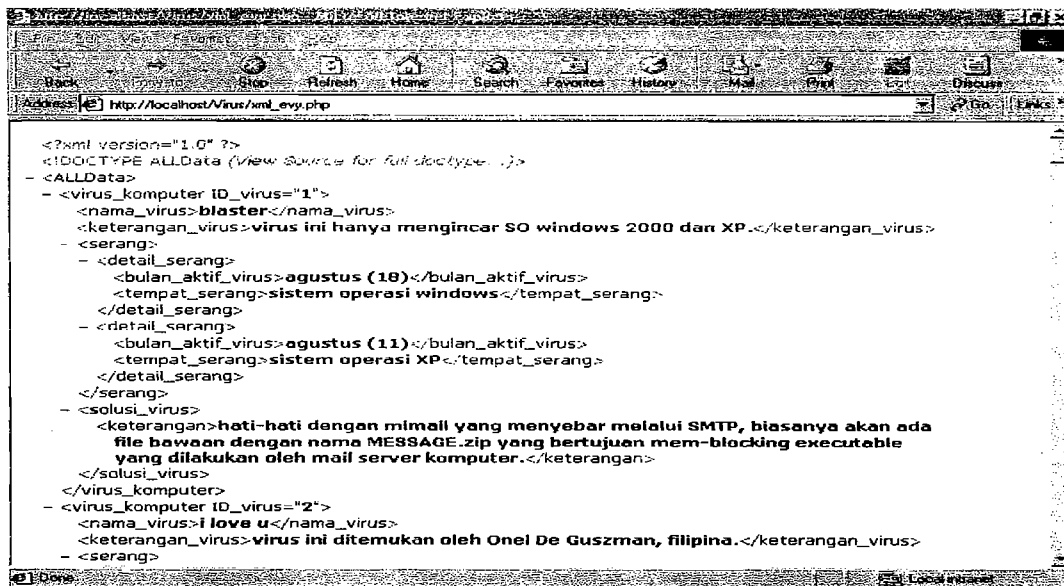 Back Stop Refresh Home Search Favorites History Mail Print Discuss
Address http://localhost/Virus/xml_evy.php Go Links
<?xml version="1.0" ?>
<!DOCTYPE ALLData (View Source for full doctype...)>
- <ALLData>
- <virus_komputer ID_virus="1">
<nama_virus>blaster</nama_virus>
<keterangan_virus>virus ini hanya mengincar SO windows 2000 dan XP.</keterangan_virus>
- <serang>
- <detail_serang>
<bulan_aktif_virus>agustus (18)</bulan_aktif_virus>
<tempat_serang>sistem operasi windows</tempat_serang>
</detail_serang>
- <detail_serang>
<bulan_aktif_virus>agustus (11)</bulan_aktif_virus>
<tempat_serang>sistem operasi XP</tempat_serang>
</detail_serang>
</serang>
- <solusi_virus>
<keterangan>hati-hati dengan mimail yang menyebar melalui SMTP, biasanya akan ada
file bawaan dengan nama MESSAGE.zip yang bertujuan mem-blocking executable
yang dilakukan oleh mail server komputer.</keterangan>
</solusi_virus>
</virus_komputer>
- <virus_komputer ID_virus="2">
<nama_virus>i love u</nama_virus>
<keterangan_virus>virus ini ditemukan oleh Onel De Guszman, filipina.</keterangan_virus>
- <serang>
Done Local intranet